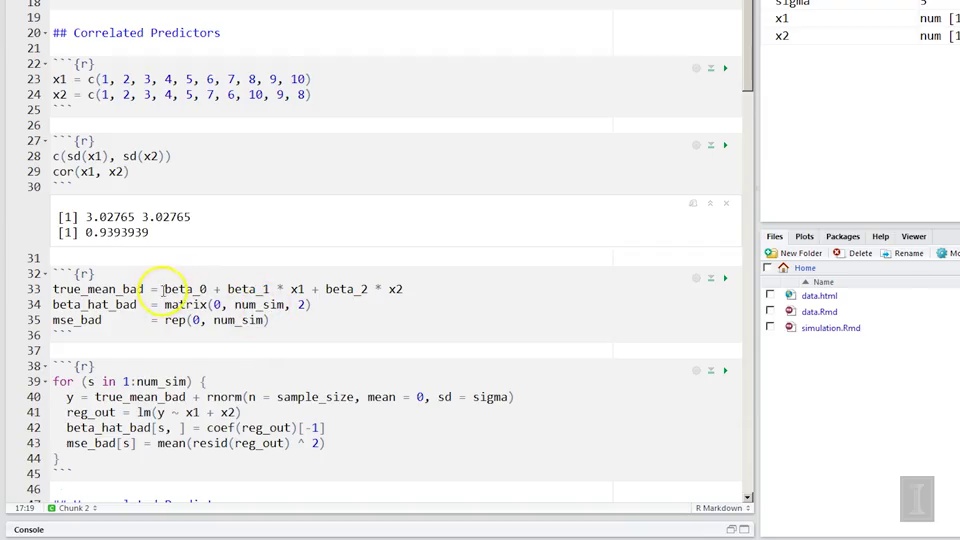 18
19
20 ## Correlated Predictors
21
22 ```{r}
23 x1 = c(1, 2, 3, 4, 5, 6, 7, 8, 9, 10)
24 x2 = c(1, 2, 3, 4, 5, 7, 6, 10, 9, 8)
25 ```
26
27 ```{r}
28 c(sd(x1), sd(x2))
29 cor(x1, x2)
30 ```
[1] 3.02765 3.02765
[1] 0.9393939
31
32 ```{r}
33 true_mean_bad = beta_0 + beta_1 * x1 + beta_2 * x2
34 beta_hat_bad = matrix(0, num_sim, 2)
35 mse_bad = rep(0, num_sim)
36 ```
37
38 ```{r}
39 for (s in 1:num_sim) {
40 y = true_mean_bad + rnorm(n = sample_size, mean = 0, sd = sigma)
41 reg_out = lm(y ~ x1 + x2)
42 beta_hat_bad[s, ] = coef(reg_out)[-1]
43 mse_bad[s] = mean(resid(reg_out) ^ 2)
44 }
45 ```
46
17:19 Chunk 2 R Markdown
Console
sigma 5
x1 num [1
x2 num [1
Files Plots Packages Help Viewer
New Folder Delete Rename Mo
Home
Name
data.html
data.Rmd
simulation.Rmd
I